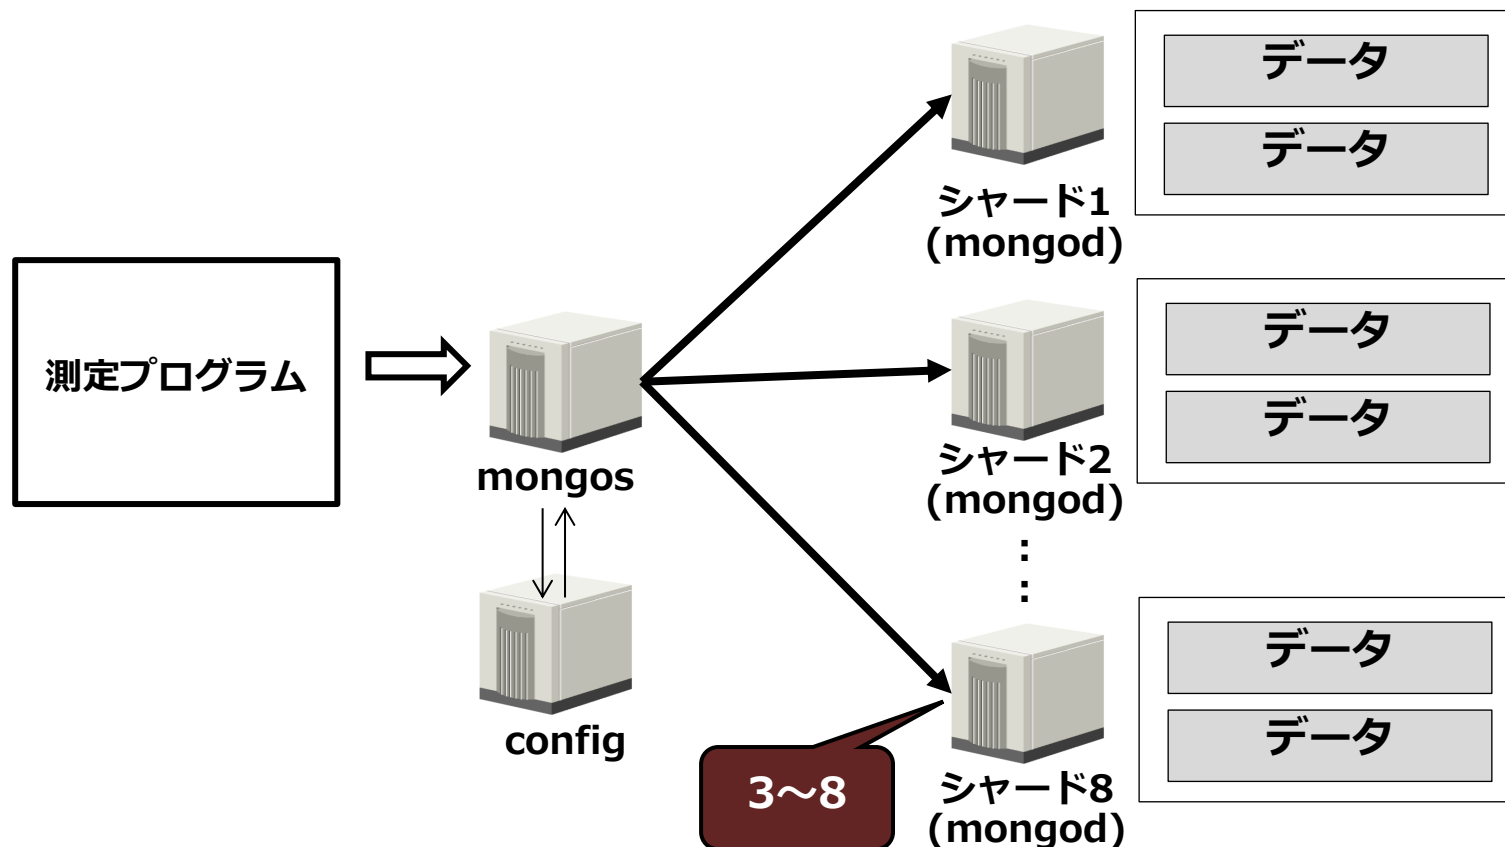 データ
データ
シャード1
(mongod)
測定プログラム
mongos
データ
データ
シャード2
(mongod)
:
:
config
3～8
データ
データ
シャード8
(mongod)